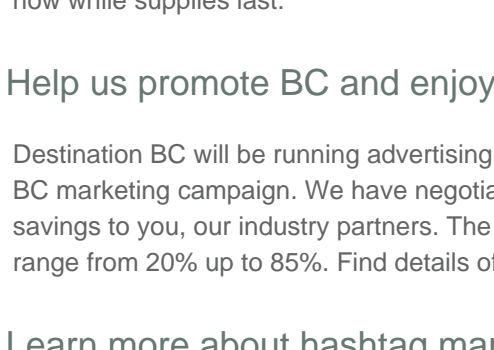 now while supplies last.
Help us promote BC and enjoy
Destination BC will be running advertising
BC marketing campaign. We have
savings to you, our industry partners. The
range from 20% up to 85%. Find details
Learn more about hashtag